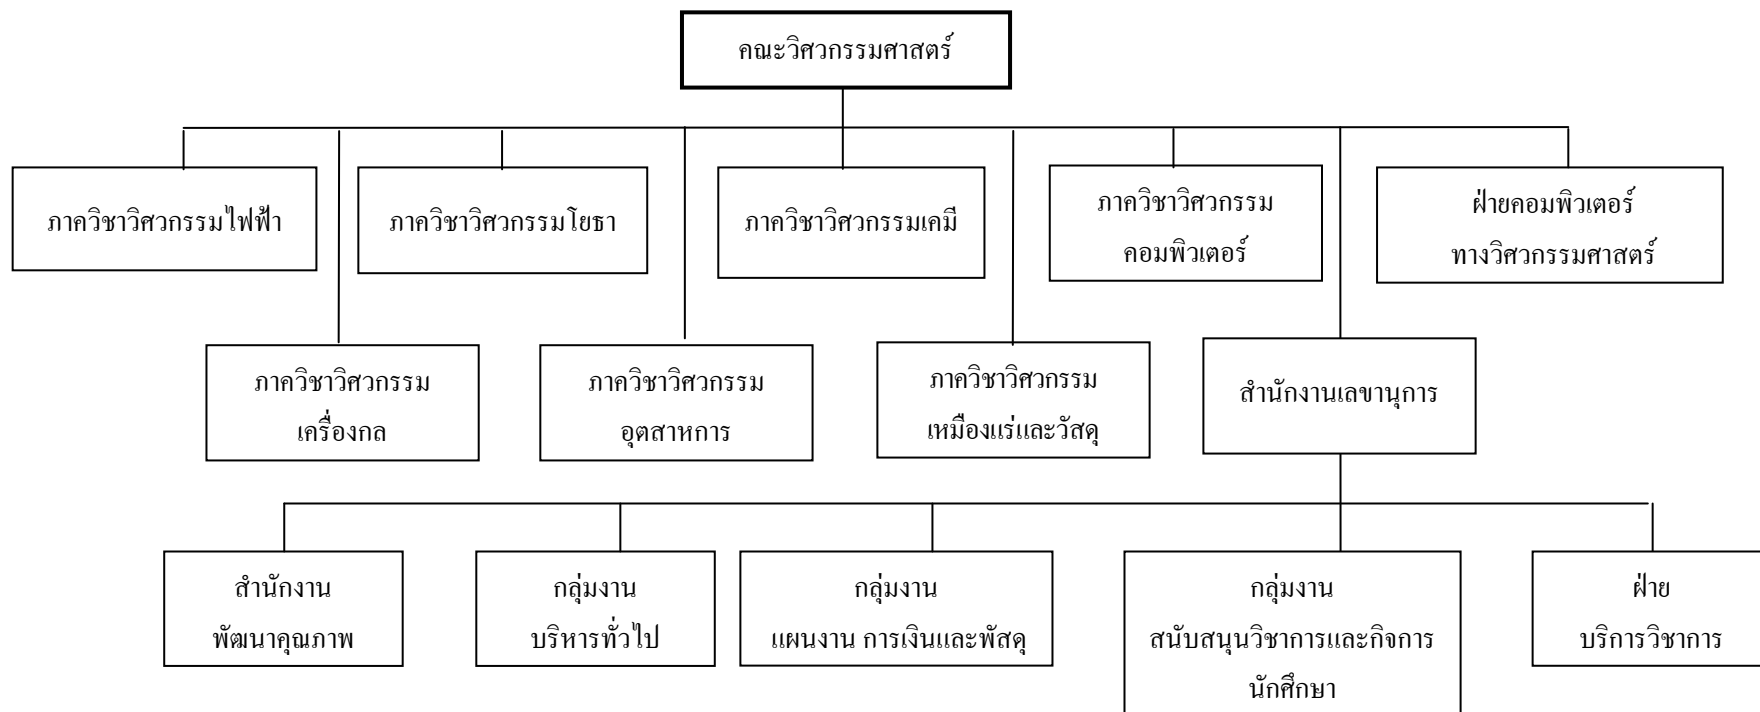 คณะวิศวกรรมศาสตร์
ภาควิชาวิศวกรรมไฟฟ้า
ภาควิชาวิศวกรรมโยธา
ภาควิชาวิศวกรรมเคมี
ภาควิชาวิศวกรรม
คอมพิวเตอร์
ฝ่ายคอมพิวเตอร์
ทางวิศวกรรมศาสตร์
ภาควิชาวิศวกรรม
เครื่องกล
ภาควิชาวิศวกรรม
อุตสาหการ
ภาควิชาวิศวกรรม
เหมืองแร่และวัสดุ
สำนักงานเลขานุการ
สำนักงาน
พัฒนาคุณภาพ
กลุ่มงาน
บริหารทั่วไป
กลุ่มงาน
แผนงาน การเงินและพัสดุ
กลุ่มงาน
สนับสนุนวิชาการและกิจการ
นักศึกษา
ฝ่าย
บริการวิชาการ